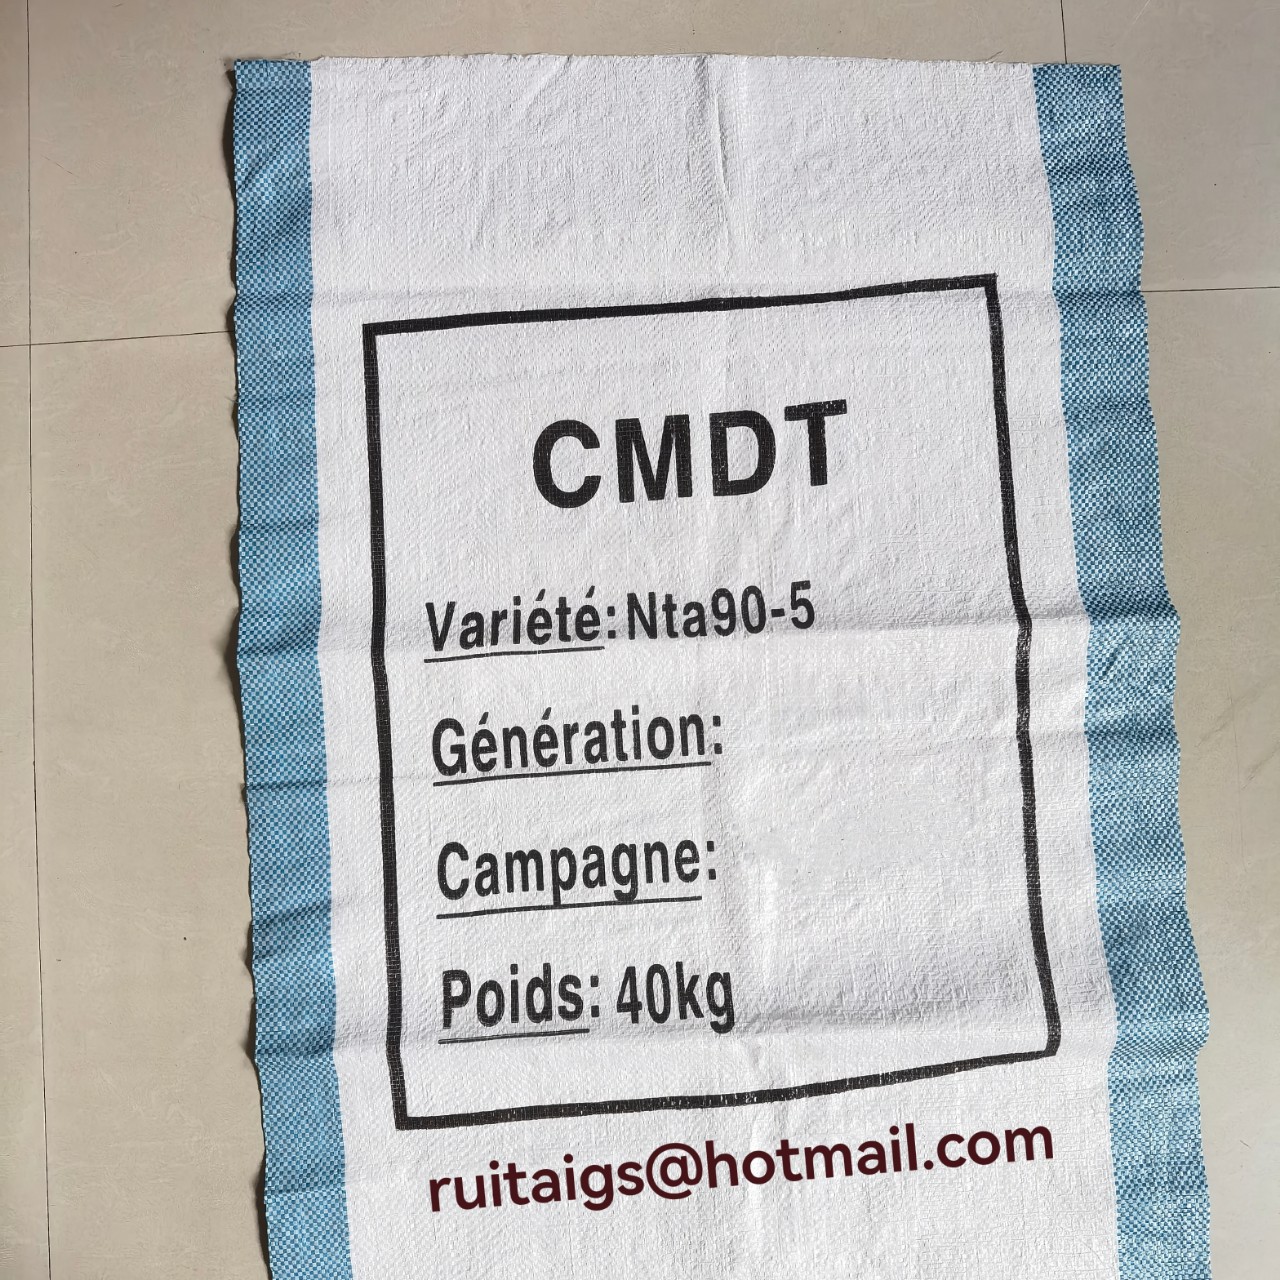 CMDT
Variété: Nta90-5
Génération:
Campagne:
Poids: 40kg
ruitaigs@hotmail.com